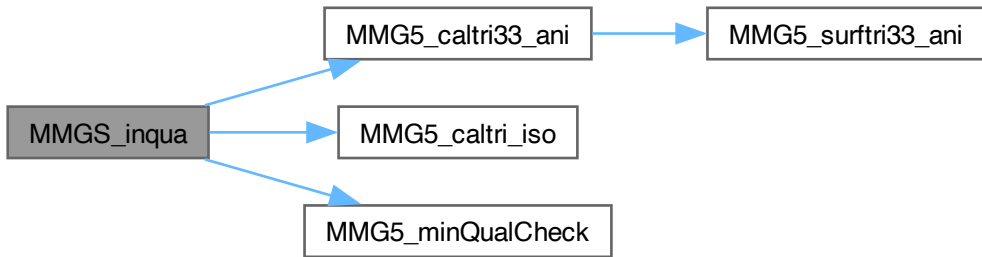 MMGS_inqua
MMG5_caltri33_ani
MMG5_surftri33_ani
MMG5_caltri_iso
MMG5_minQualCheck